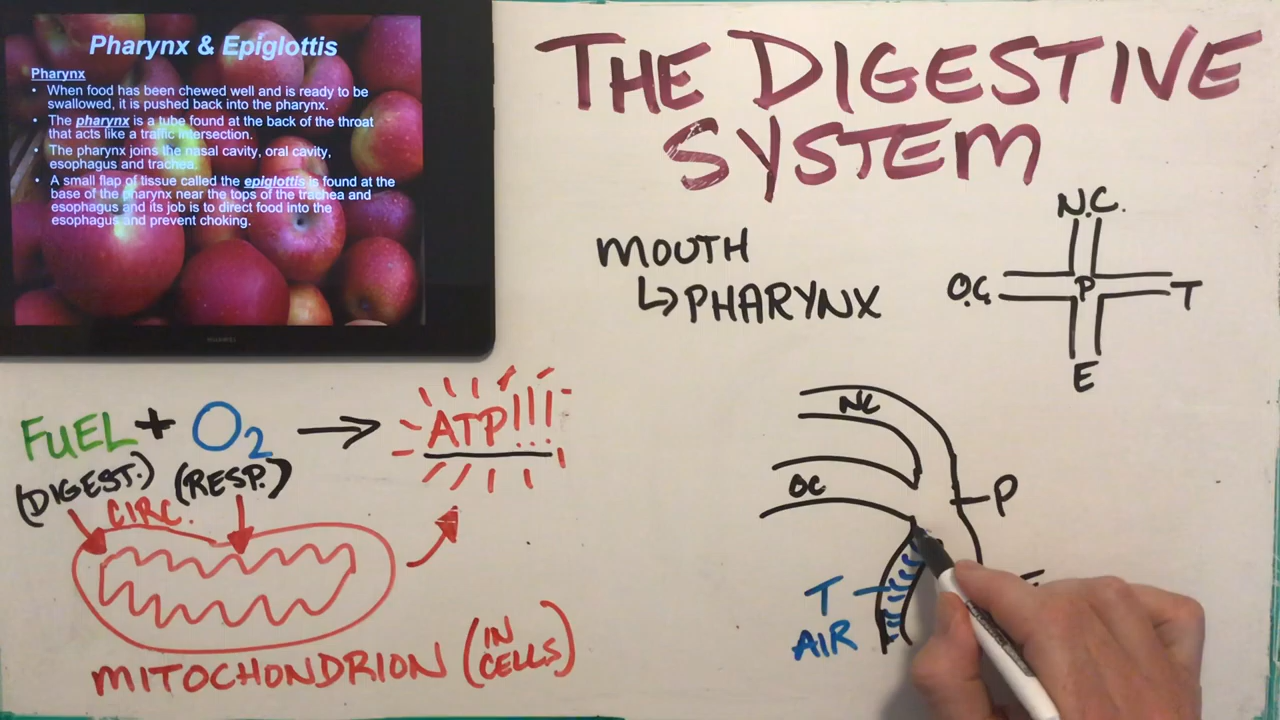 Pharynx & Epiglottis
Pharynx
• When food has been chewed well and is ready to be
swallowed, it is pushed back into the pharynx.
• The pharynx is a tube found at the back of the throat
that acts like a traffic intersection.
• The pharynx joins the nasal cavity, oral cavity,
esophagus and trachea.
• A small flap of tissue called the epiglottis is found at the
base of the pharynx near the tops of the trachea and
esophagus and its job is to direct food into the
esophagus and prevent choking.
THE DIGESTIVE
SYSTEM
MOUTH
↳PHARYNX
N.C.
O.C. P T
E
FUEL + O2 → ATP!!!
(DIGEST.) (RESP.)
CIRC.
MITOCHONDRION (IN
CELLS)
NC
OC
P
T
AIR